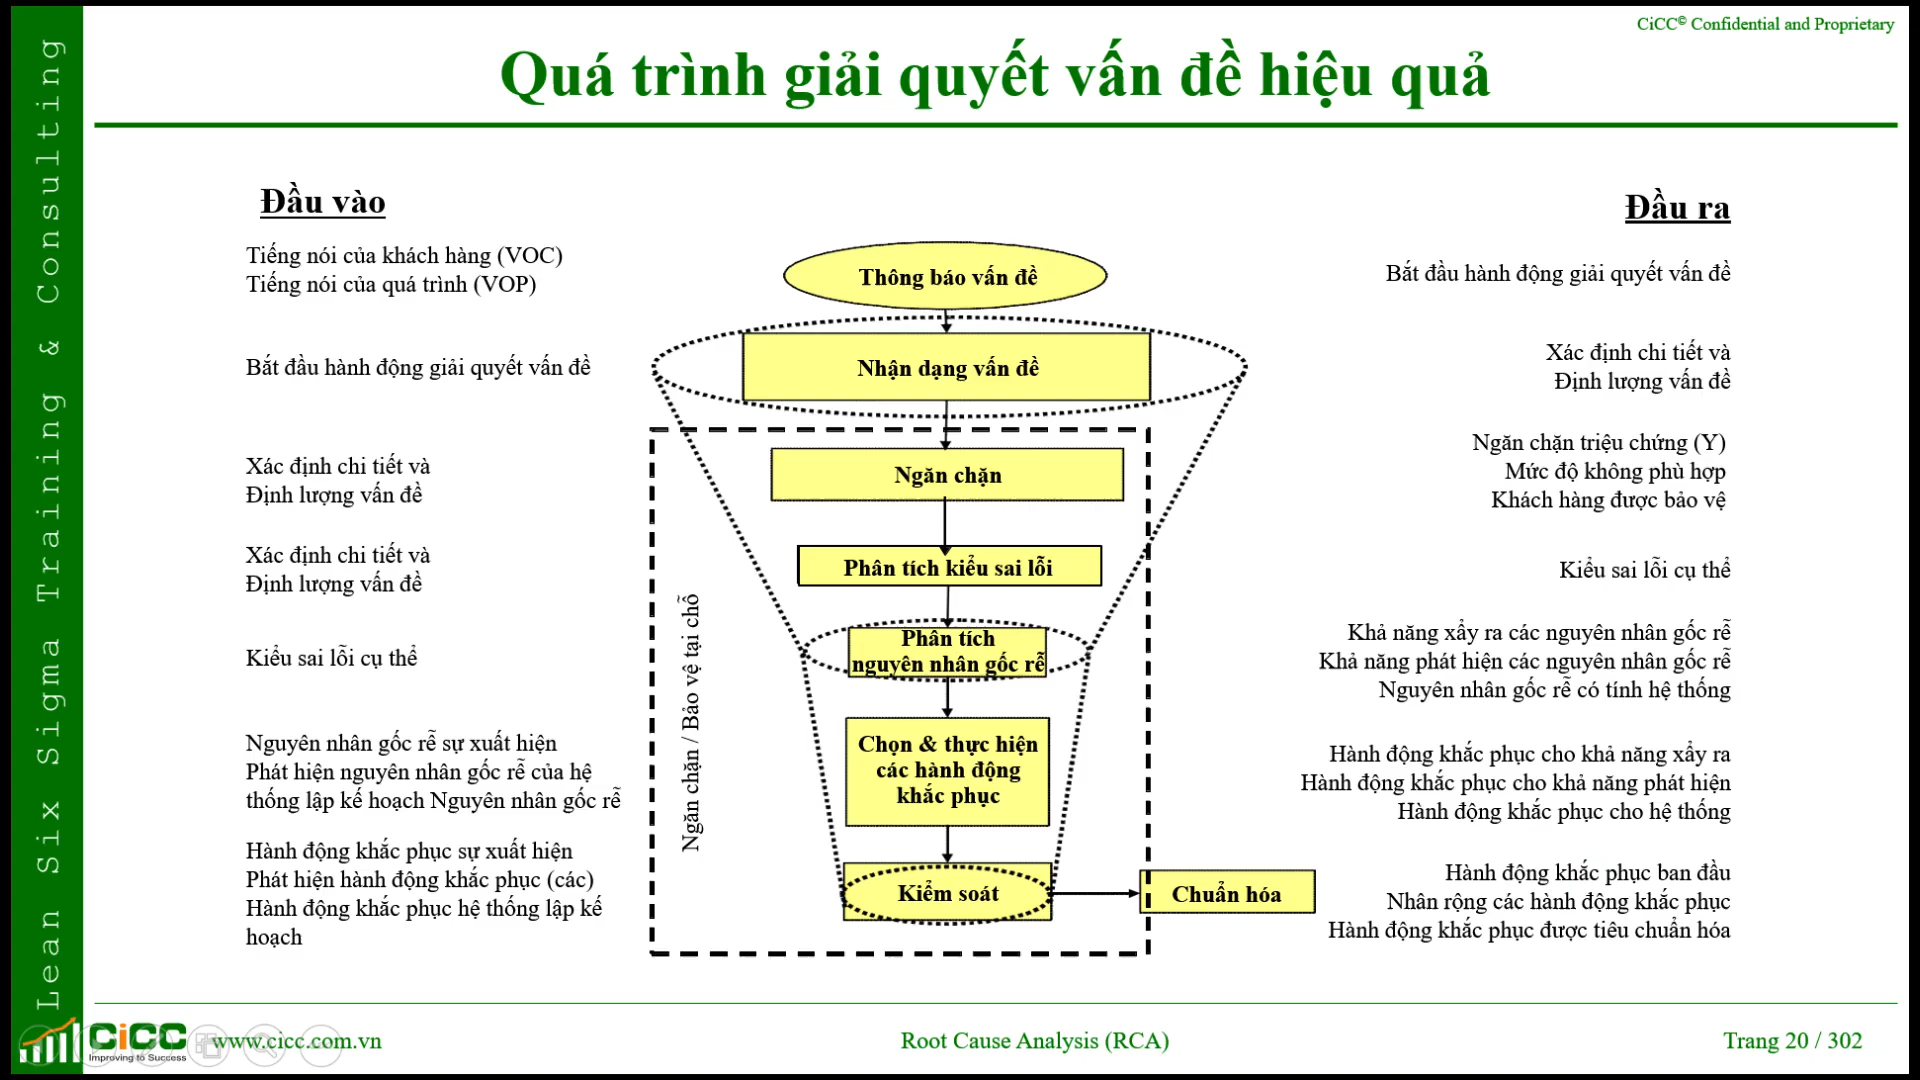 CiCC© Confidential and Proprietary
Quá trình giải quyết vấn đề hiệu quả
Lean Six Sigma Training & Consulting
Đầu vào
Đầu ra
Tiếng nói của khách hàng (VOC)
Tiếng nói của quá trình (VOP)
Thông báo vấn đề
Bắt đầu hành động giải quyết vấn đề
Bắt đầu hành động giải quyết vấn đề
Nhận dạng vấn đề
Xác định chi tiết và
Định lượng vấn đề
Xác định chi tiết và
Định lượng vấn đề
Ngăn chặn
Ngăn chặn triệu chứng (Y)
Mức độ không phù hợp
Khách hàng được bảo vệ
Xác định chi tiết và
Định lượng vấn đề
Phân tích kiểu sai lỗi
Kiểu sai lỗi cụ thể
Kiểu sai lỗi cụ thể
Phân tích
nguyên nhân gốc rễ
Khả năng xẩy ra các nguyên nhân gốc rễ
Khả năng phát hiện các nguyên nhân gốc rễ
Nguyên nhân gốc rễ có tính hệ thống
Ngăn chặn / Bảo vệ tại chỗ
Nguyên nhân gốc rễ sự xuất hiện
Phát hiện nguyên nhân gốc rễ của hệ
thống lập kế hoạch Nguyên nhân gốc rễ
Chọn & thực hiện
các hành động
khắc phục
Hành động khắc phục cho khả năng xẩy ra
Hành động khắc phục cho khả năng phát hiện
Hành động khắc phục cho hệ thống
Hành động khắc phục sự xuất hiện
Phát hiện hành động khắc phục (các)
Hành động khắc phục hệ thống lập kế
hoạch
Kiểm soát
Chuẩn hóa
Hành động khắc phục ban đầu
Nhân rộng các hành động khắc phục
Hành động khắc phục được tiêu chuẩn hóa
CiCC
Improving to Success
www.cicc.com.vn
Root Cause Analysis (RCA)
Trang 20 / 302